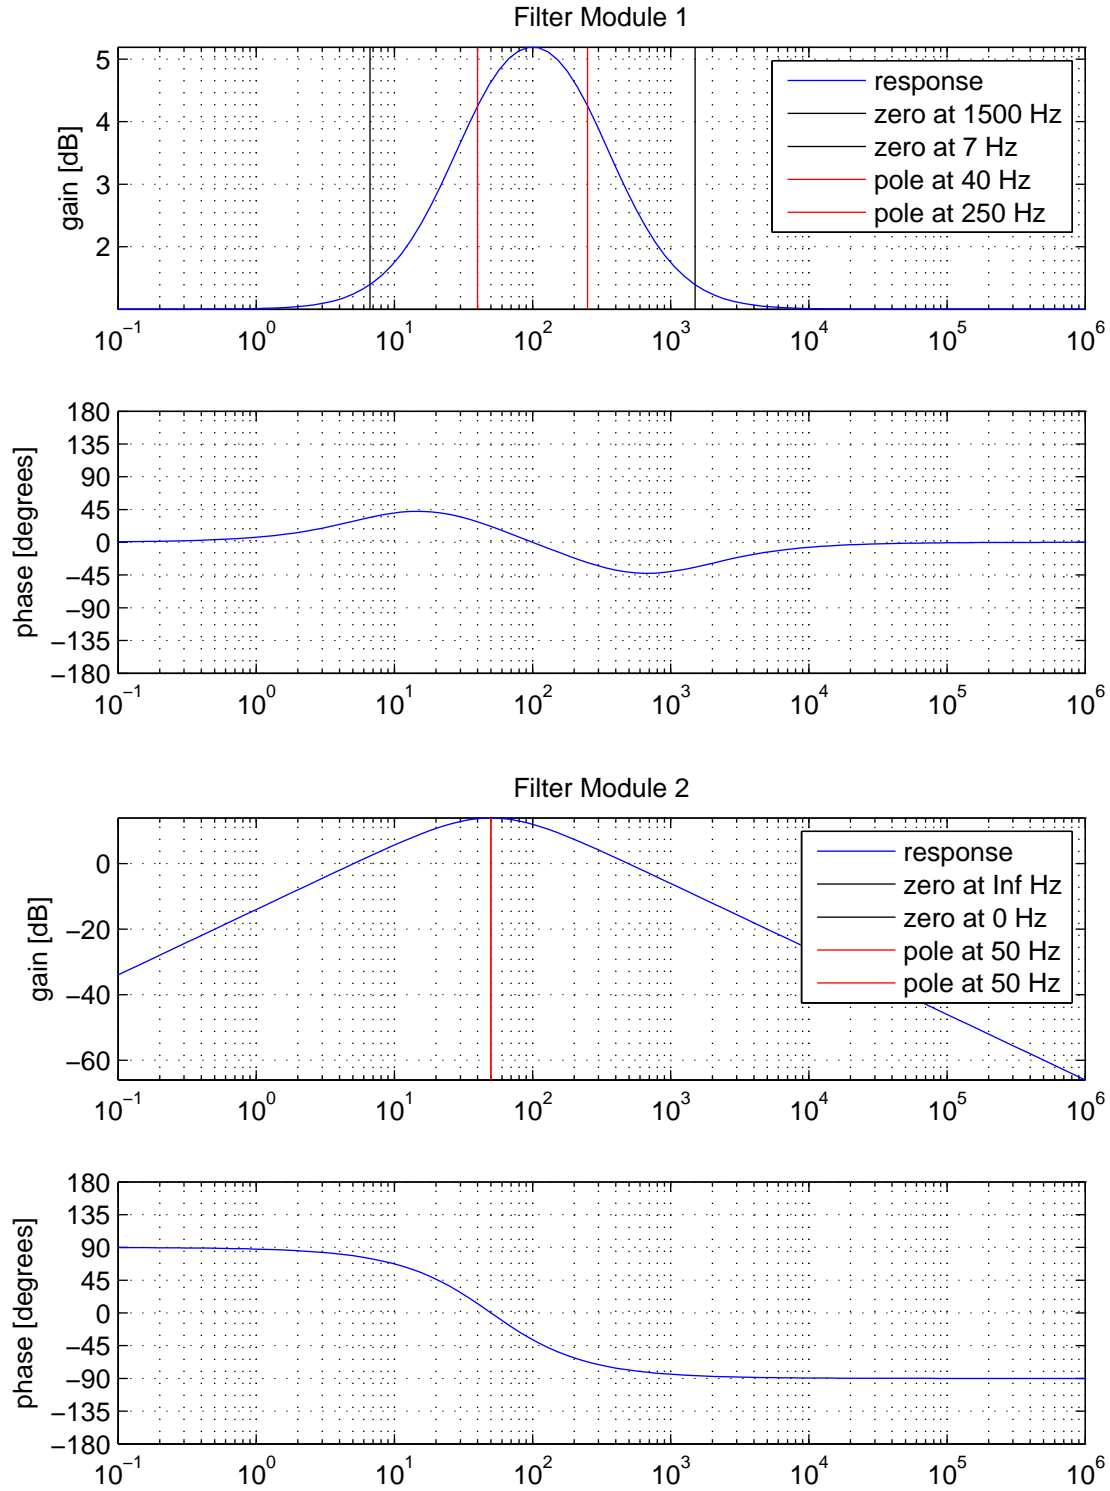 Filter Module 1
gain [dB]
5
4
3
2
response
zero at 1500 Hz
zero at 7 Hz
pole at 40 Hz
pole at 250 Hz
10^−1 10^0 10^1 10^2 10^3 10^4 10^5 10^6
phase [degrees]
180
135
90
45
0
−45
−90
−135
−180
10^−1 10^0 10^1 10^2 10^3 10^4 10^5 10^6
Filter Module 2
gain [dB]
0
−20
−40
−60
response
zero at Inf Hz
zero at 0 Hz
pole at 50 Hz
pole at 50 Hz
10^−1 10^0 10^1 10^2 10^3 10^4 10^5 10^6
phase [degrees]
180
135
90
45
0
−45
−90
−135
−180
10^−1 10^0 10^1 10^2 10^3 10^4 10^5 10^6